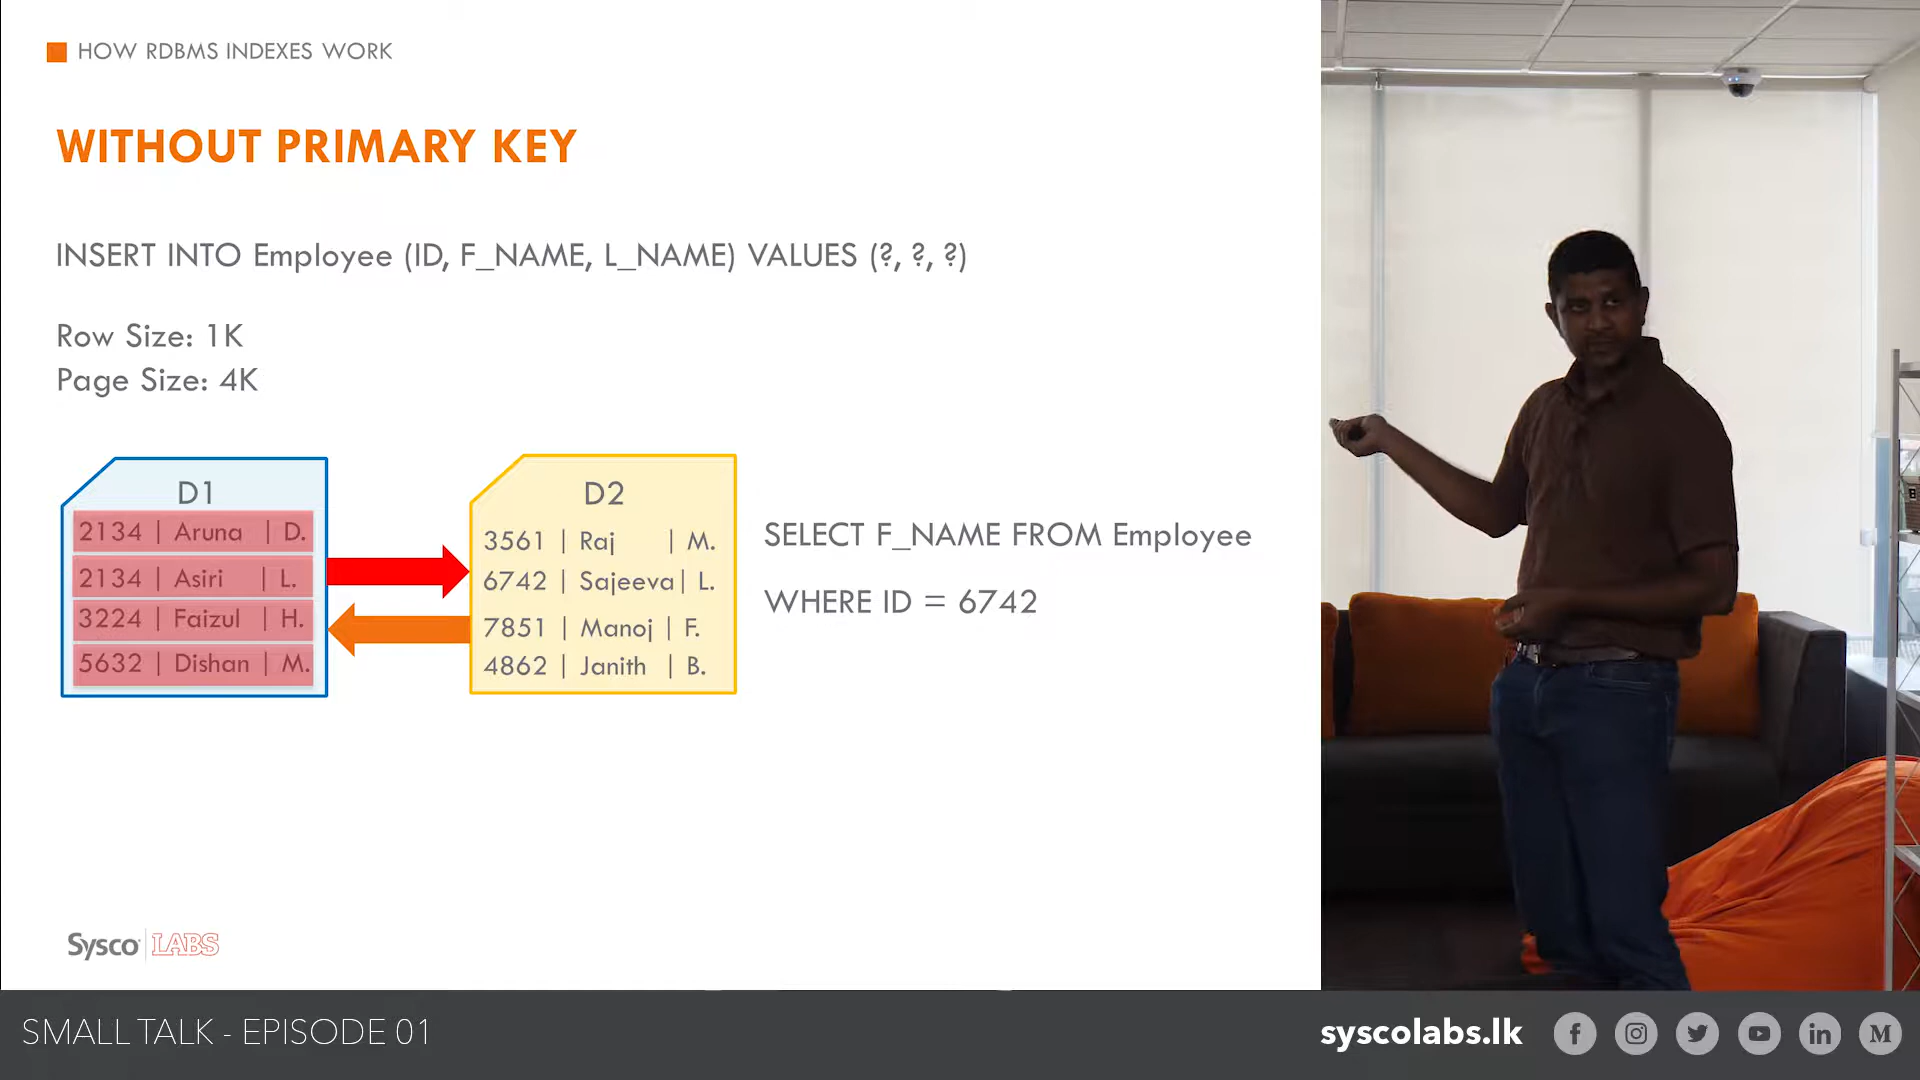 HOW RDBMS INDEXES WORK
WITHOUT PRIMARY KEY
INSERT INTO Employee (ID, F_NAME, L_NAME) VALUES (?, ?, ?)
Row Size: 1K
Page Size: 4K
D1
2134 | Aruna | D.
2134 | Asiri | L.
3224 | Faizul | H.
5632 | Dishan | M.
D2
3561 | Raj | M.
6742 | Sajeeva | L.
7851 | Manoj | F.
4862 | Janith | B.
SELECT F_NAME FROM Employee
WHERE ID = 6742
Sysco LABS
SMALL TALK - EPISODE 01
syscolabs.lk